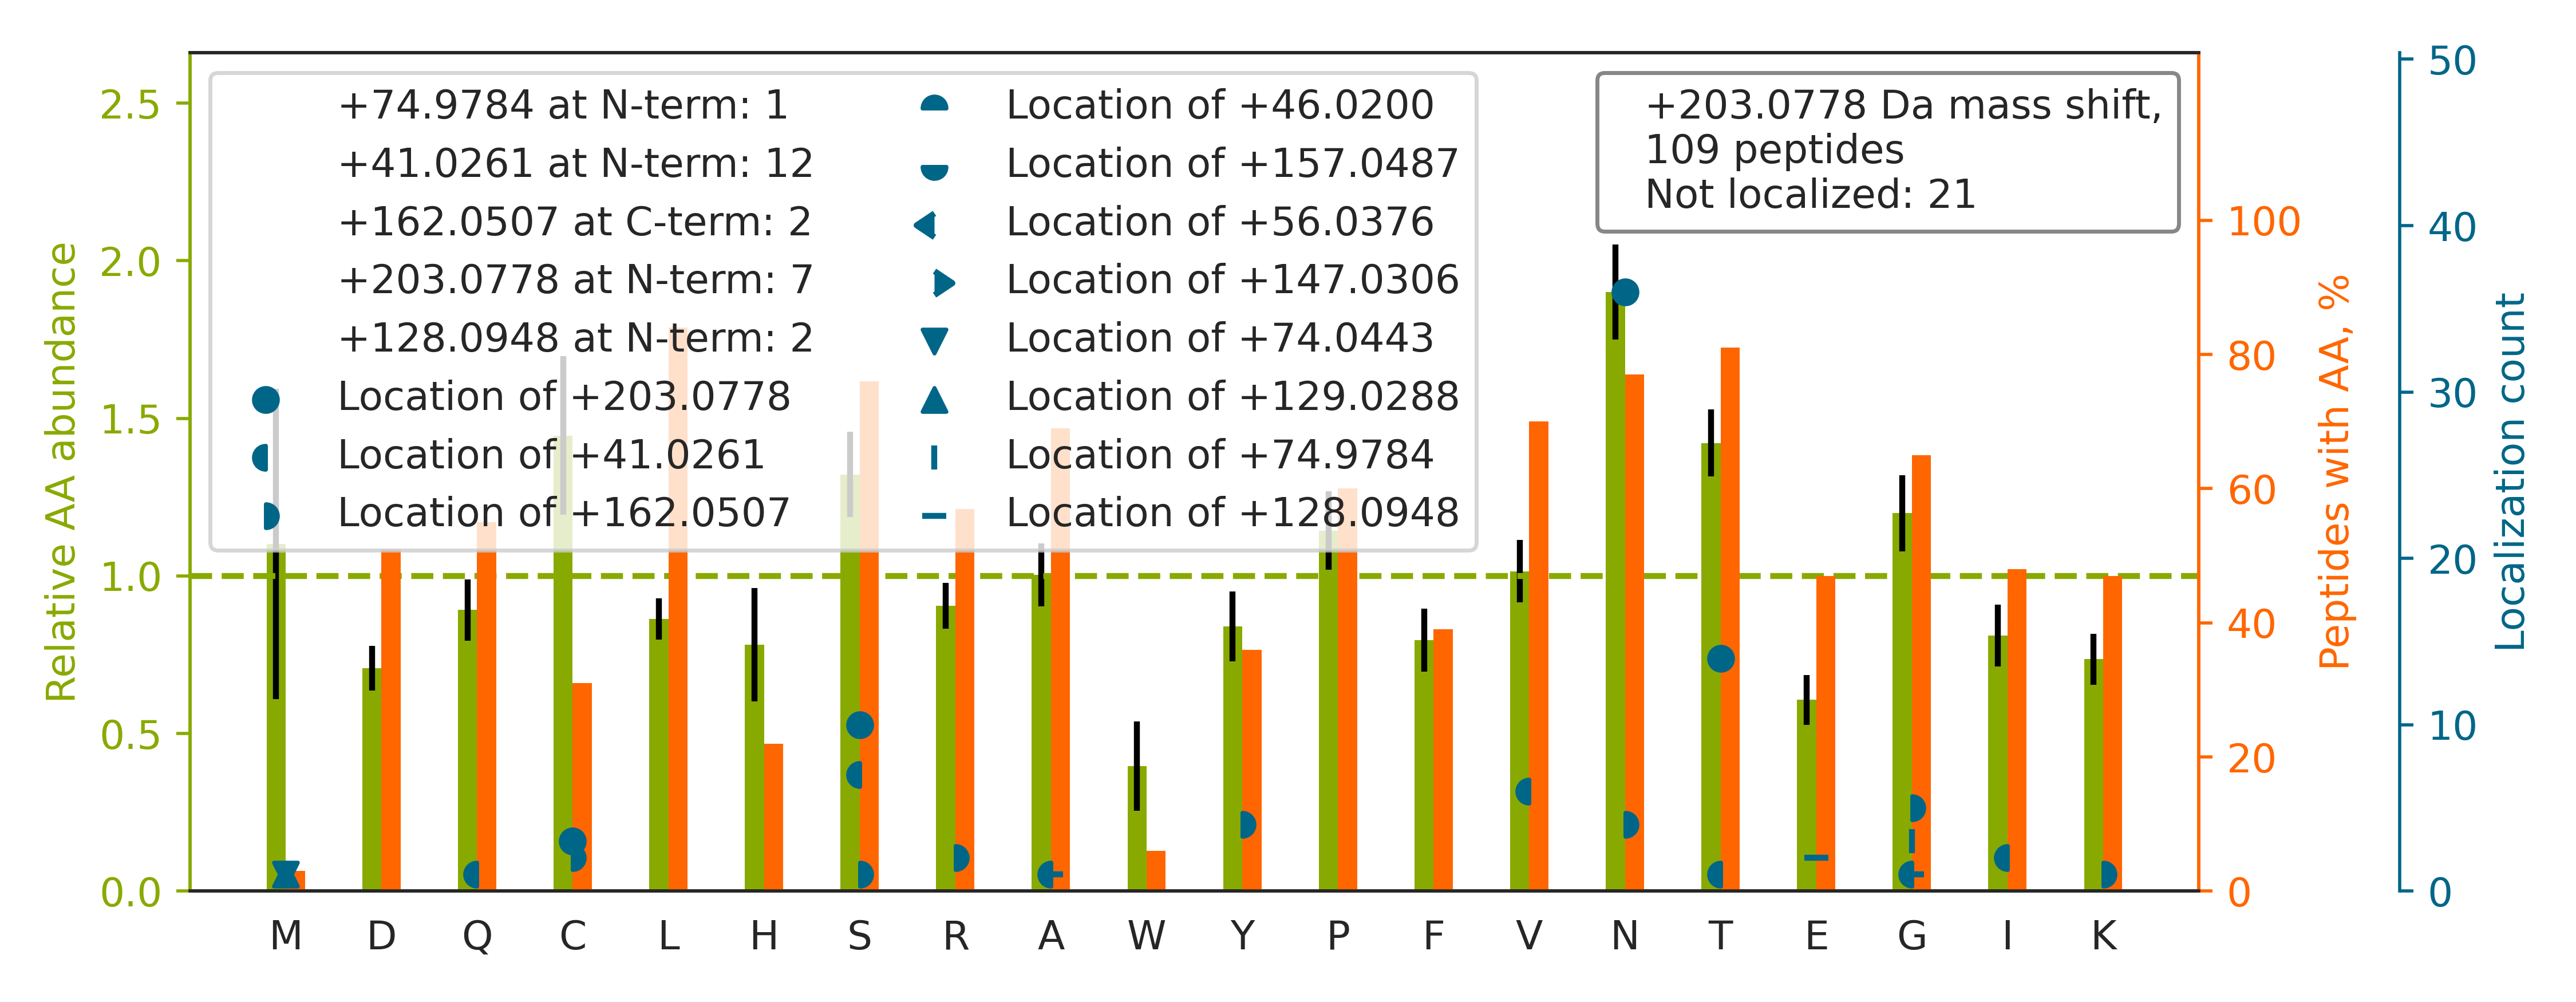 +74.9784 at N-term: 1
+41.0261 at N-term: 12
+162.0507 at C-term: 2
+203.0778 at N-term: 7
+128.0948 at N-term: 2
Location of +203.0778
Location of +41.0261
Location of +162.0507
Location of +46.0200
Location of +157.0487
Location of +56.0376
Location of +147.0306
Location of +74.0443
Location of +129.0288
Location of +74.9784
Location of +128.0948
+203.0778 Da mass shift,
109 peptides
Not localized: 21
Relative AA abundance
2.5
2.0
1.5
1.0
0.5
0.0
M D Q C L H S R A W Y P F V N T E G I K
100
80
60
40
20
0
Peptides with AA, %
50
40
30
20
10
0
Localization count